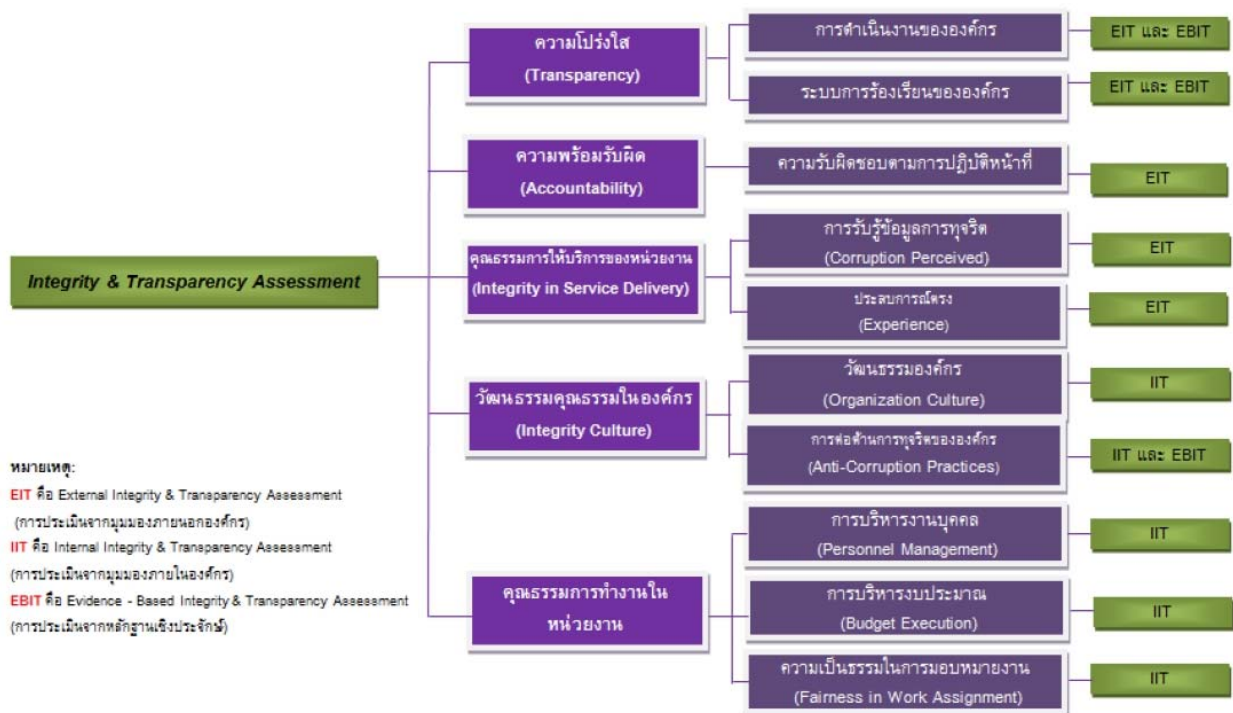 Integrity & Transparency Assessment
ความโปร่งใส
(Transparency)
การดำเนินงานขององค์กร
EIT และ EBIT
ระบบการร้องเรียนขององค์กร
EIT และ EBIT
ความพร้อมรับผิด
(Accountability)
ความรับผิดชอบตามการปฏิบัติหน้าที่
EIT
คุณธรรมการให้บริการของหน่วยงาน
(Integrity in Service Delivery)
การรับรู้ข้อมูลการทุจริต
(Corruption Perceived)
EIT
ประสบการณ์ตรง
(Experience)
EIT
วัฒนธรรมคุณธรรมในองค์กร
(Integrity Culture)
วัฒนธรรมองค์กร
(Organization Culture)
IIT
การต่อต้านการทุจริตขององค์กร
(Anti-Corruption Practices)
IIT และ EBIT
คุณธรรมการทำงานใน
หน่วยงาน
การบริหารงานบุคคล
(Personnel Management)
IIT
การบริหารงบประมาณ
(Budget Execution)
IIT
ความเป็นธรรมในการมอบหมายงาน
(Fairness in Work Assignment)
IIT
หมายเหตุ:
EIT คือ External Integrity & Transparency Assessment
(การประเมินจากมุมมองภายนอกองค์กร)
IIT คือ Internal Integrity & Transparency Assessment
(การประเมินจากมุมมองภายในองค์กร)
EBIT คือ Evidence - Based Integrity & Transparency Assessment
(การประเมินจากหลักฐานเชิงประจักษ์)